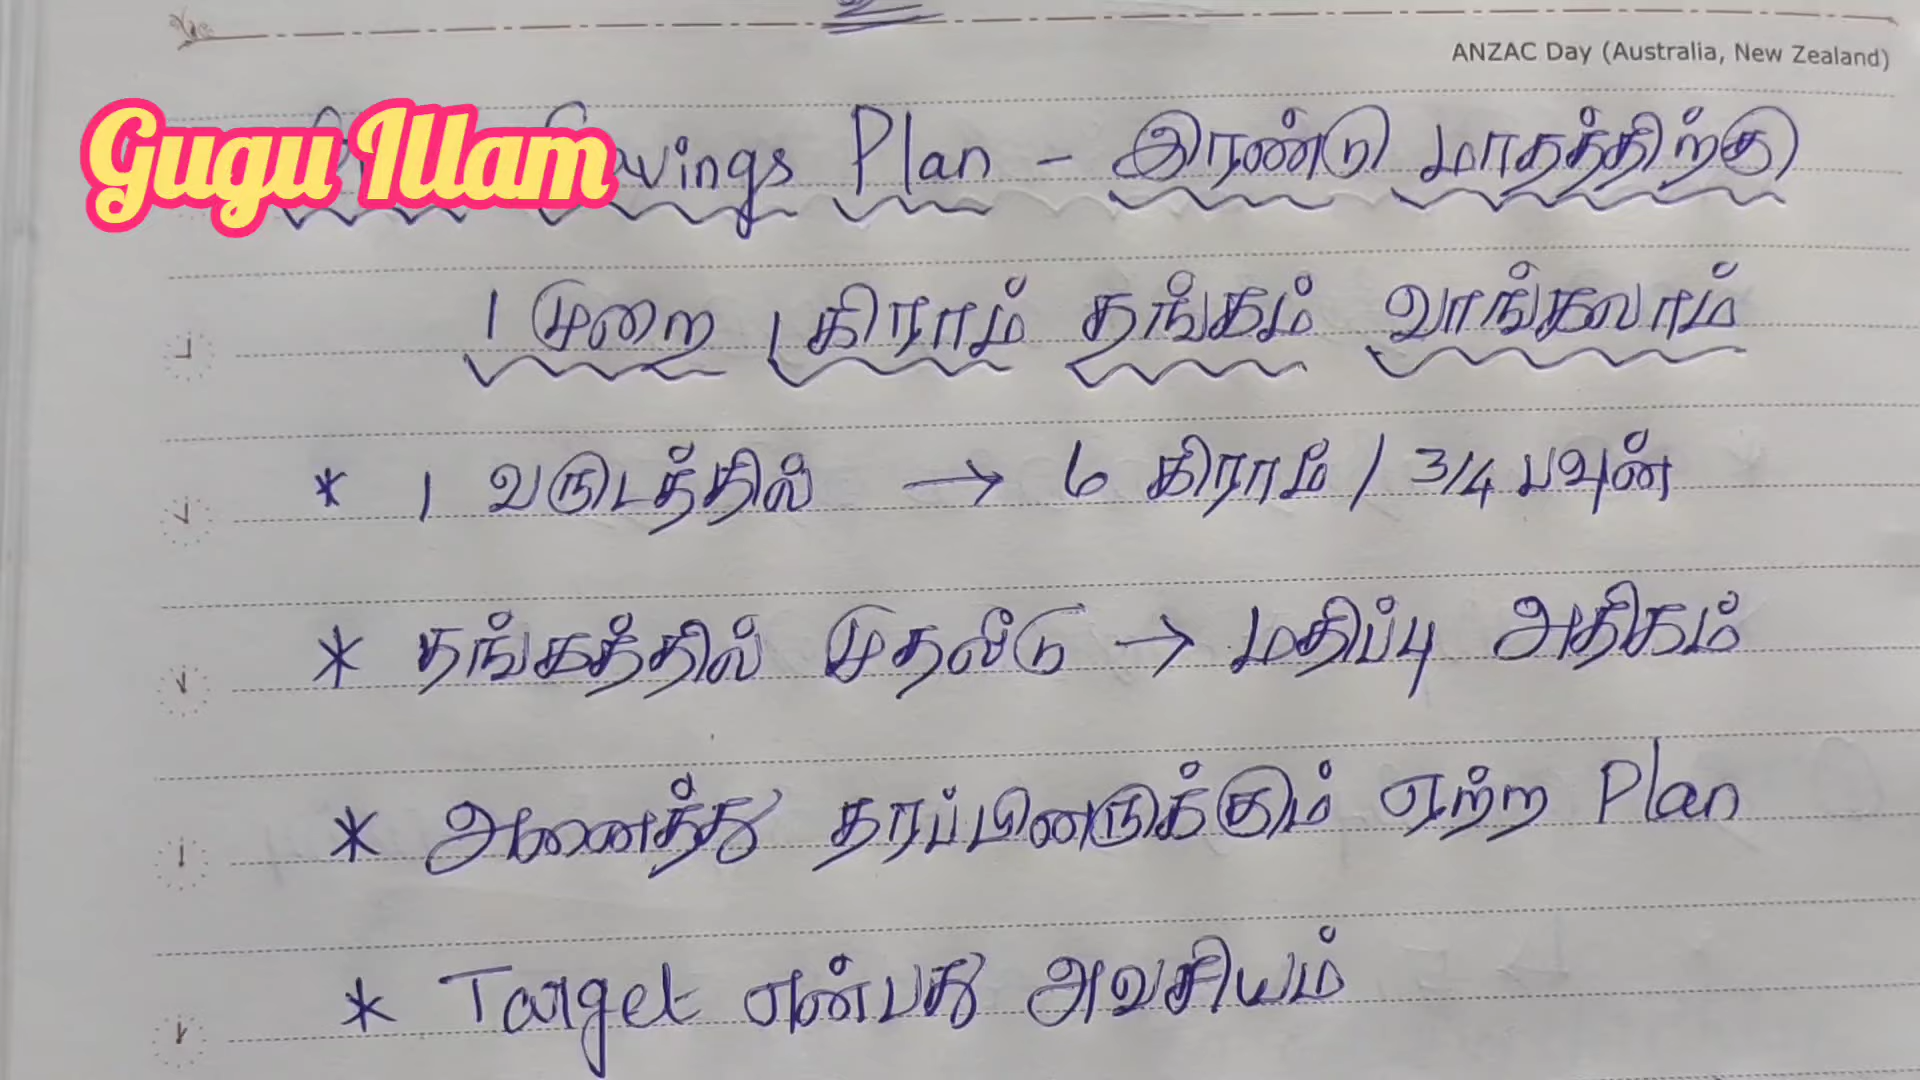 ANZAC Day (Australia, New Zealand)
Gugu Illam
Savings Plan - இரண்டு மாதத்திற்கு
1 முறை 1 கிராம் தங்கம் வாங்கலாம்
* 1 வருடத்தில் → 6 கிராம் / 3/4 பவுன்
* தங்கத்தில் முதலீடு → மதிப்பு அதிகம்
* அனைத்து தரப்பினருக்கும் ஏற்ற Plan
* Target என்பது அவசியம்